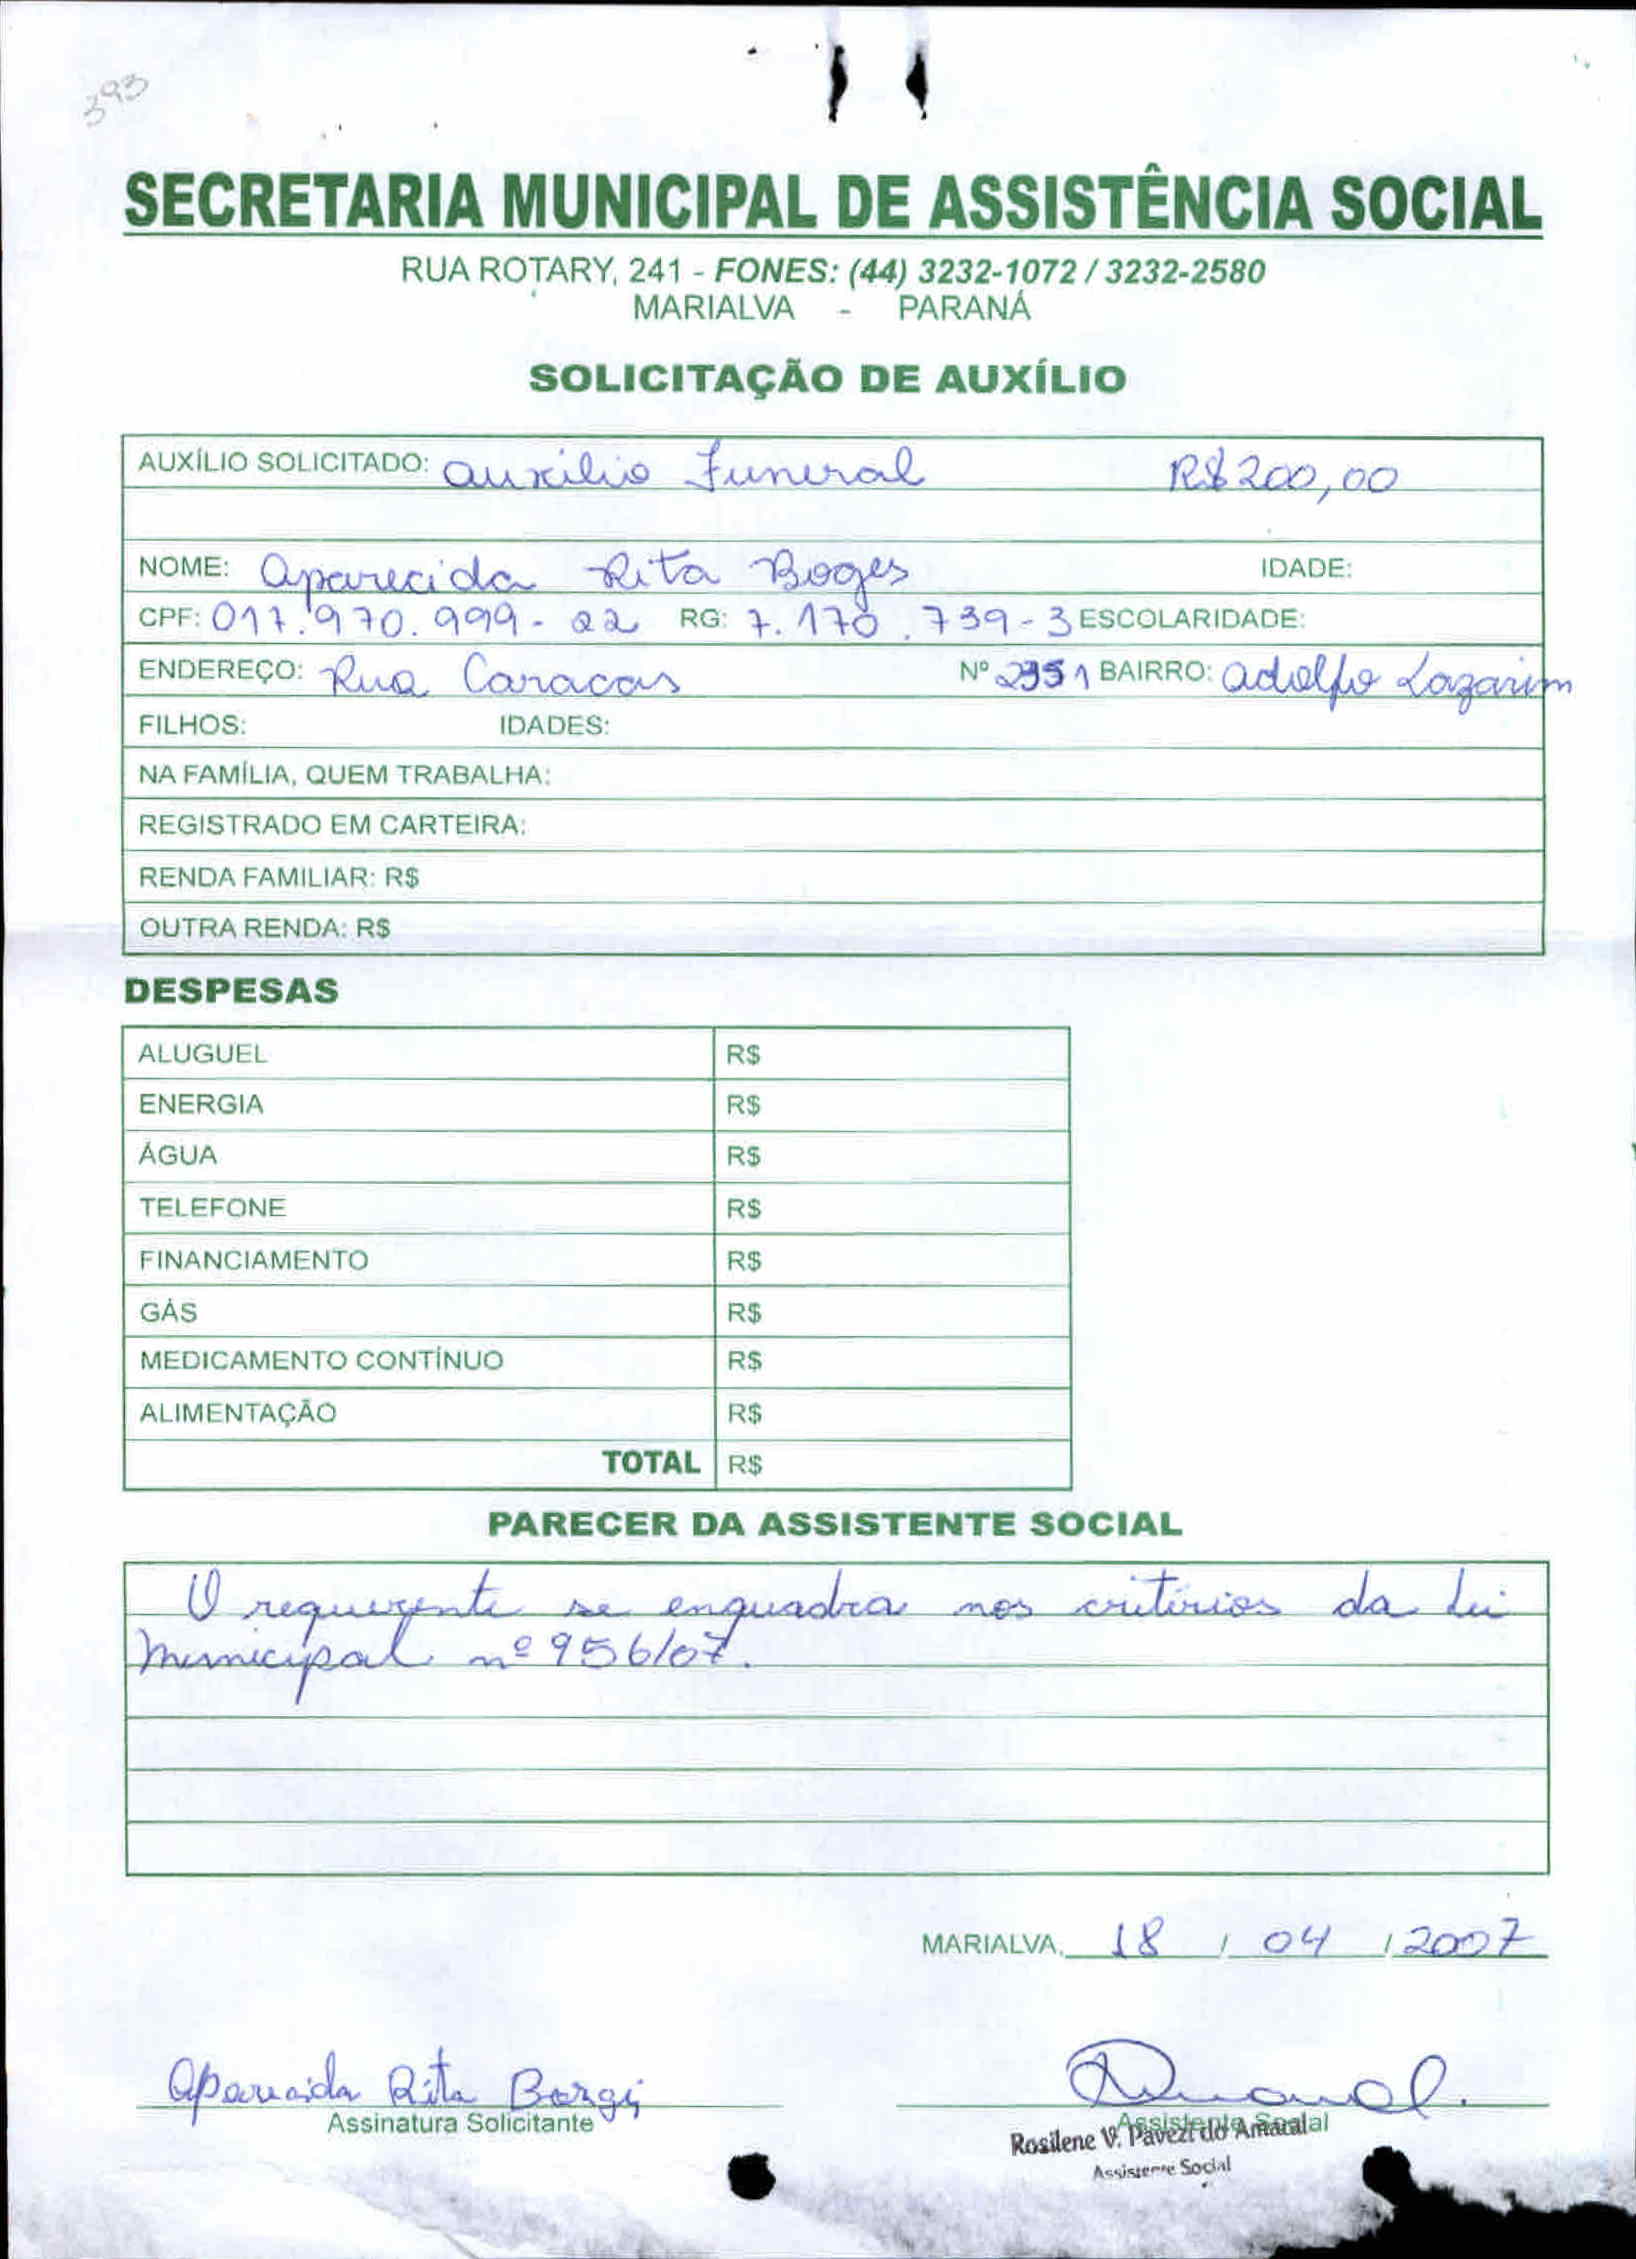 393
SECRETARIA MUNICIPAL DE ASSISTÊNCIA SOCIAL
RUA ROTARY, 241 - FONES: (44) 3232-1072 / 3232-2580
MARIALVA - PARANÁ
SOLICITAÇÃO DE AUXÍLIO
AUXÍLIO SOLICITADO: auxílio Funeral R$ 200,00
NOME: Aparecida Rita Boges IDADE:
CPF: 017.970.999-22 RG: 7.170.739-3 ESCOLARIDADE:
ENDEREÇO: Rua Caracas Nº 2951 BAIRRO: Adolfo Lazarim
FILHOS: IDADES:
NA FAMÍLIA, QUEM TRABALHA:
REGISTRADO EM CARTEIRA:
RENDA FAMILIAR: R$
OUTRA RENDA: R$
DESPESAS
ALUGUEL R$
ENERGIA R$
ÁGUA R$
TELEFONE R$
FINANCIAMENTO R$
GÁS R$
MEDICAMENTO CONTÍNUO R$
ALIMENTAÇÃO R$
TOTAL R$
PARECER DA ASSISTENTE SOCIAL
O requerente se enquadra nos critérios da Lei
Municipal nº 956/07.
MARIALVA, 18 / 04 / 2007
Aparecida Rita Borgi
Assinatura Solicitante
Assistente Social
Rosilene V. Pavezi do Amaral
Assistente Social